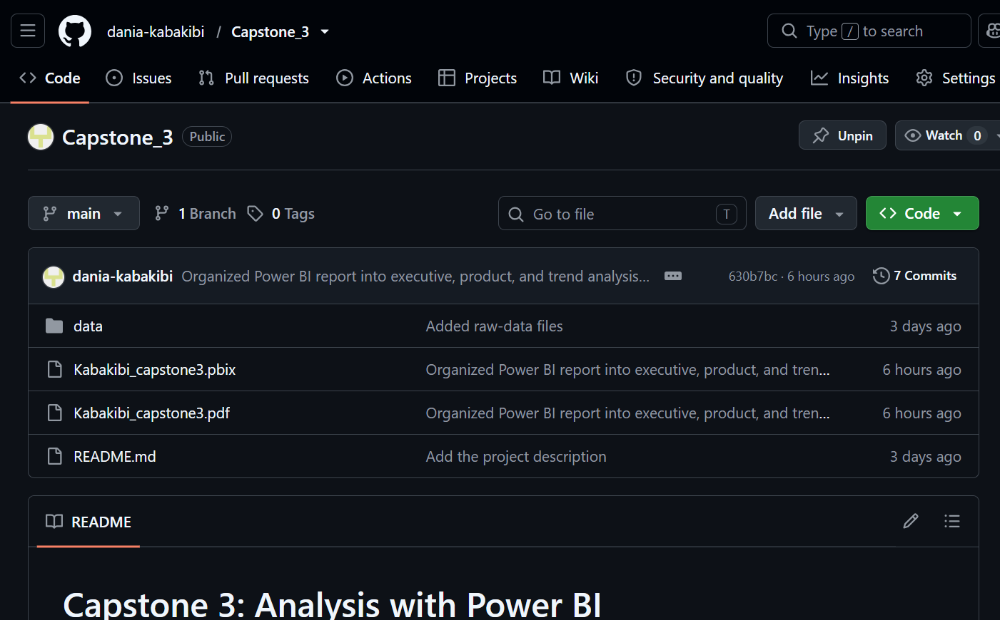 dania-kabakibi / Capstone_3
Type / to search
Code Issues Pull requests Actions Projects Wiki Security and quality Insights Settings
Capstone_3 Public Unpin Watch 0
main 1 Branch 0 Tags Go to file T Add file Code
dania-kabakibi Organized Power BI report into executive, product, and trend analysis... 630b7bc · 6 hours ago 7 Commits
data Added raw-data files 3 days ago
Kabakibi_capstone3.pbix Organized Power BI report into executive, product, and tren... 6 hours ago
Kabakibi_capstone3.pdf Organized Power BI report into executive, product, and tren... 6 hours ago
README.md Add the project description 3 days ago
README
Capstone 3: Analysis with Power BI